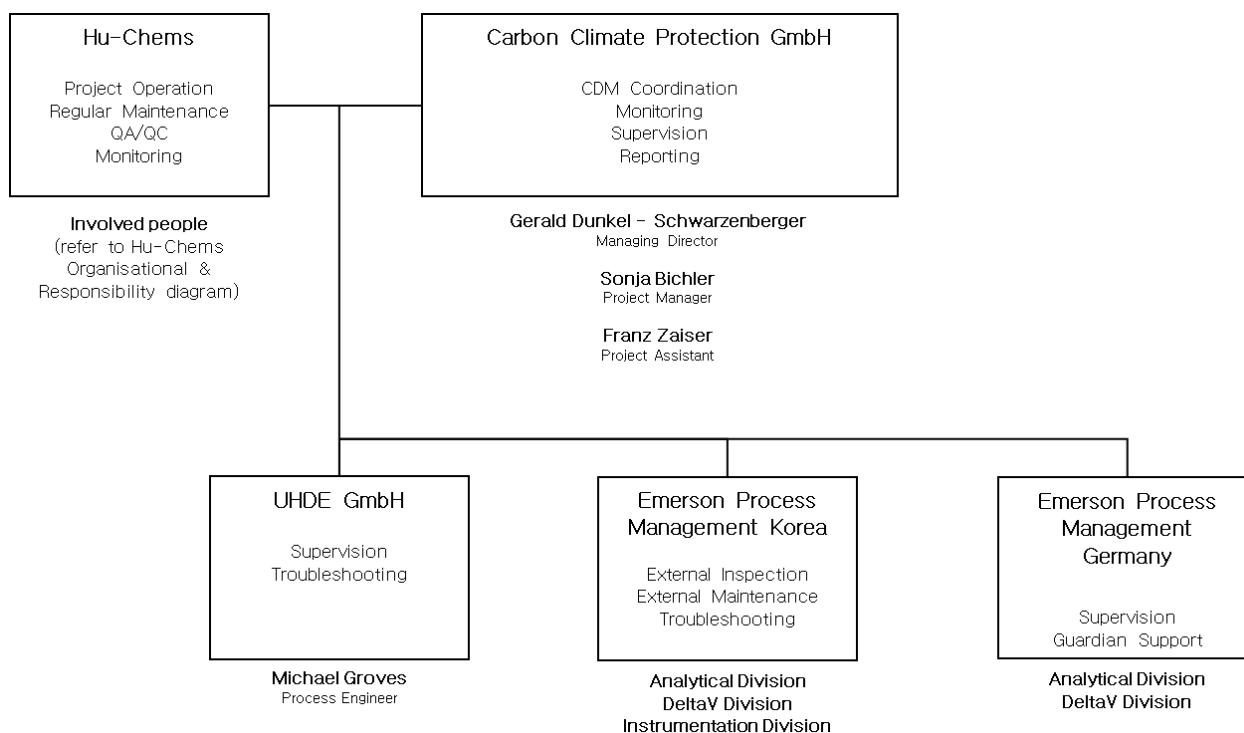 Hu-Chems
Project Operation
Regular Maintenance
QA/QC
Monitoring
Involved people
(refer to Hu-Chems
Organisational &
Responsibility diagram)
Carbon Climate Protection GmbH
CDM Coordination
Monitoring
Supervision
Reporting
Gerald Dunkel - Schwarzenberger
Managing Director
Sonja Bichler
Project Manager
Franz Zaiser
Project Assistant
UHDE GmbH
Supervision
Troubleshooting
Michael Groves
Process Engineer
Emerson Process
Management Korea
External Inspection
External Maintenance
Troubleshooting
Analytical Division
DeltaV Division
Instrumentation Division
Emerson Process
Management
Germany
Supervision
Guardian Support
Analytical Division
DeltaV Division